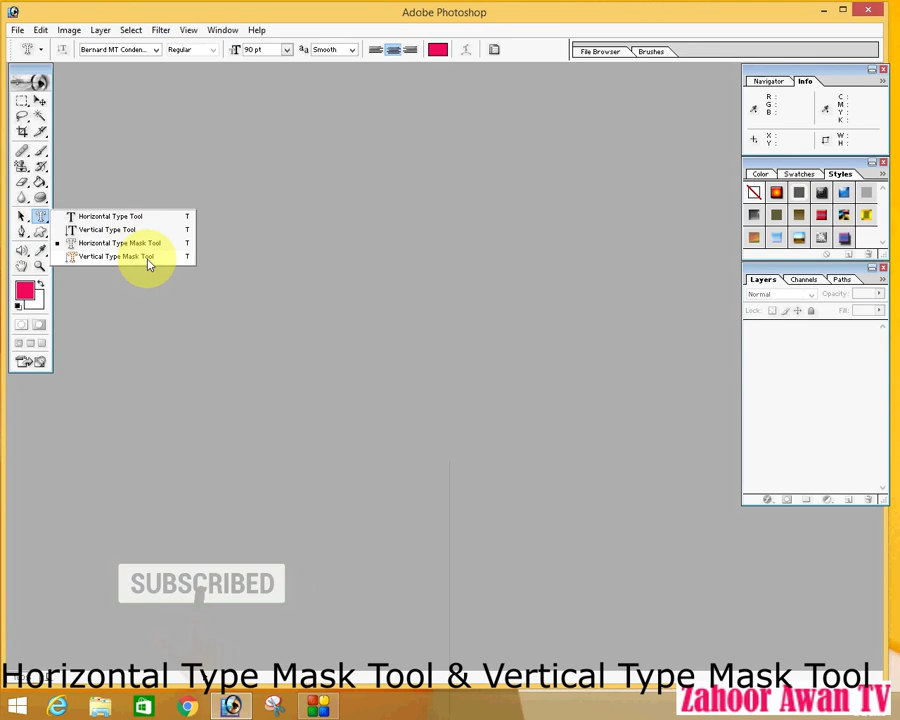 Adobe Photoshop
File Edit Image Layer Select Filter View Window Help
Bernard MT Conden... Regular 90 pt aa Smooth File Browser Brushes
Navigator Info
R : C :
G : M :
B : Y :
K :
X : W :
Y : H :
Color Swatches Styles
Horizontal Type Tool T
Vertical Type Tool T
Horizontal Type Mask Tool T
Vertical Type Mask Tool T
Layers Channels Paths
Normal Opacity:
Lock: Fill:
SUBSCRIBED
Horizontal Type Mask Tool & Vertical Type Mask Tool
Zahoor Awan TV